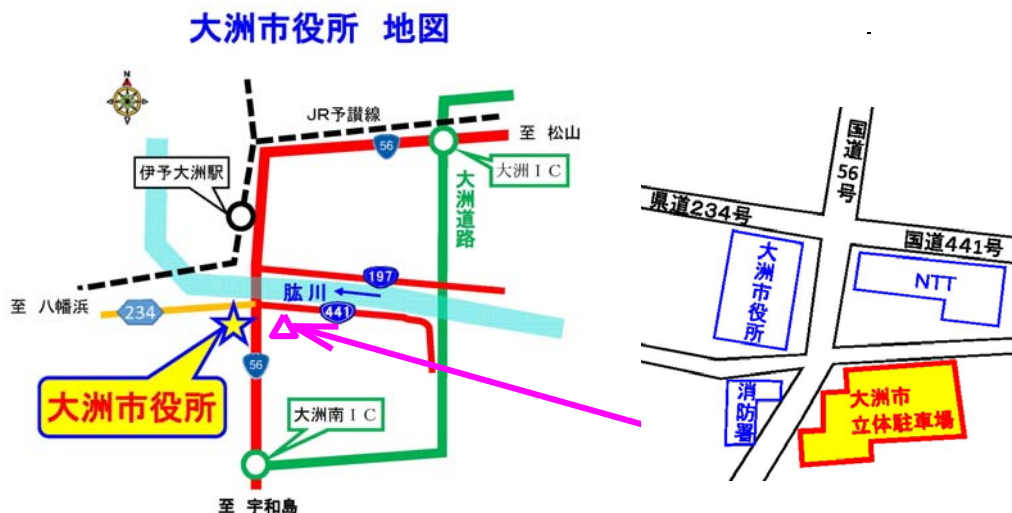 大洲市役所 地図
N
JR予讃線
至 松山
56
大洲ＩＣ
伊予大洲駅
大洲道路
197
肱川
至 八幡浜
234
441
56
大洲市役所
大洲南ＩＣ
至 宇和島
国道56号
県道234号
国道441号
大洲市役所
NTT
消防署
大洲市
立体駐車場